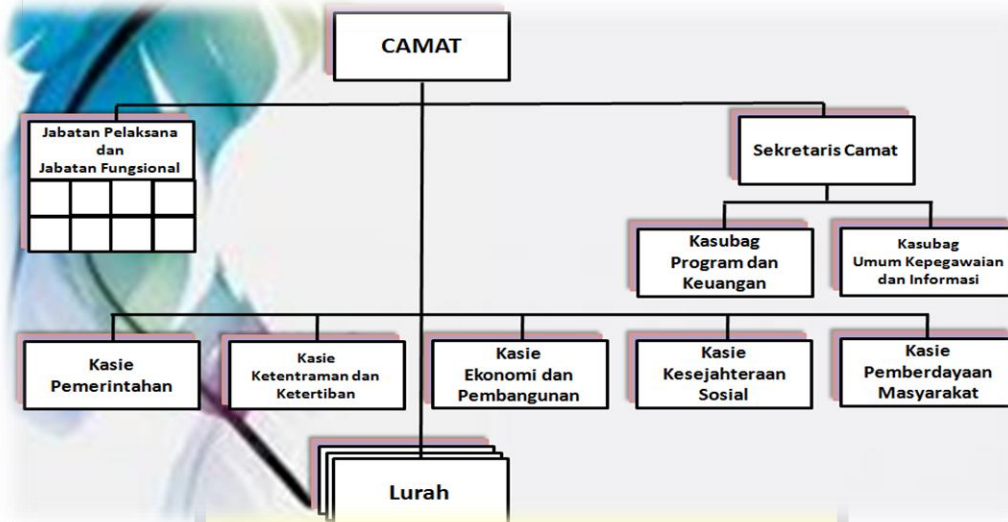 CAMAT
Jabatan Pelaksana
dan
Jabatan Fungsional
Sekretaris Camat
Kasubag
Program dan
Keuangan
Kasubag
Umum Kepegawaian
dan Informasi
Kasie
Pemerintahan
Kasie
Ketentraman dan
Ketertiban
Kasie
Ekonomi dan
Pembangunan
Kasie
Kesejahteraan
Sosial
Kasie
Pemberdayaan
Masyarakat
Lurah